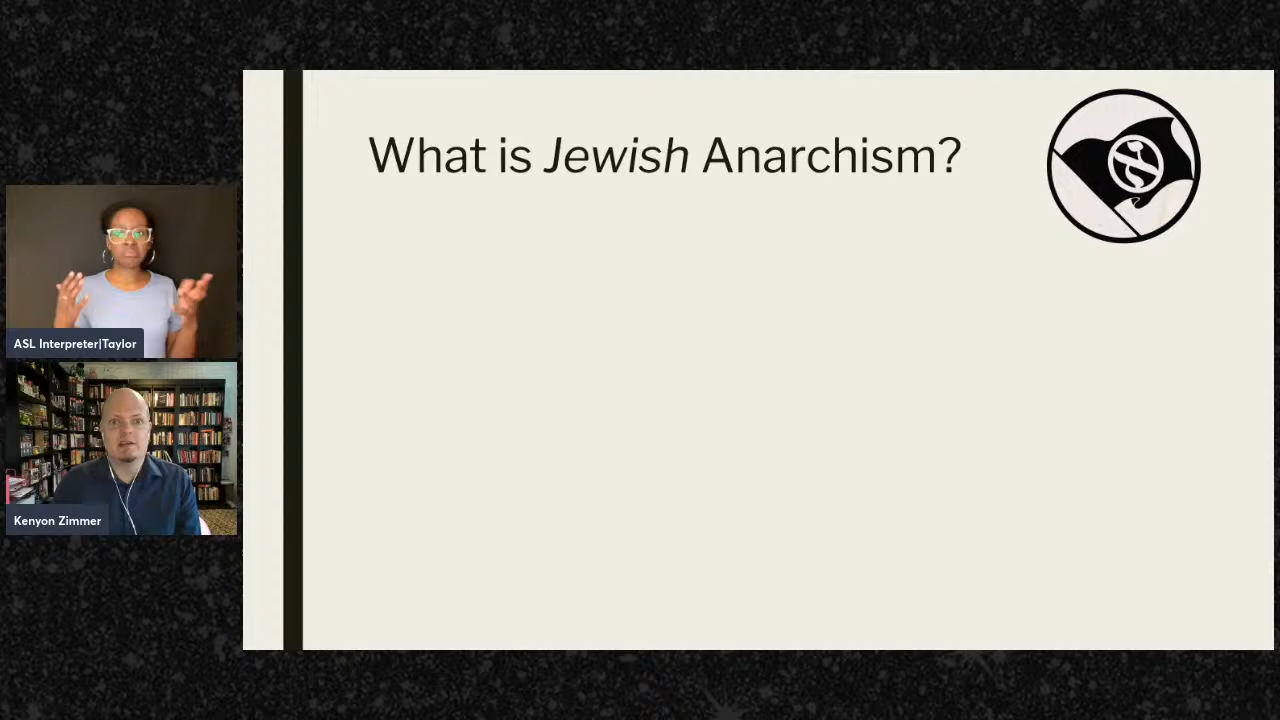 What is Jewish Anarchism?
א
ASL Interpreter|Taylor
Kenyon Zimmer